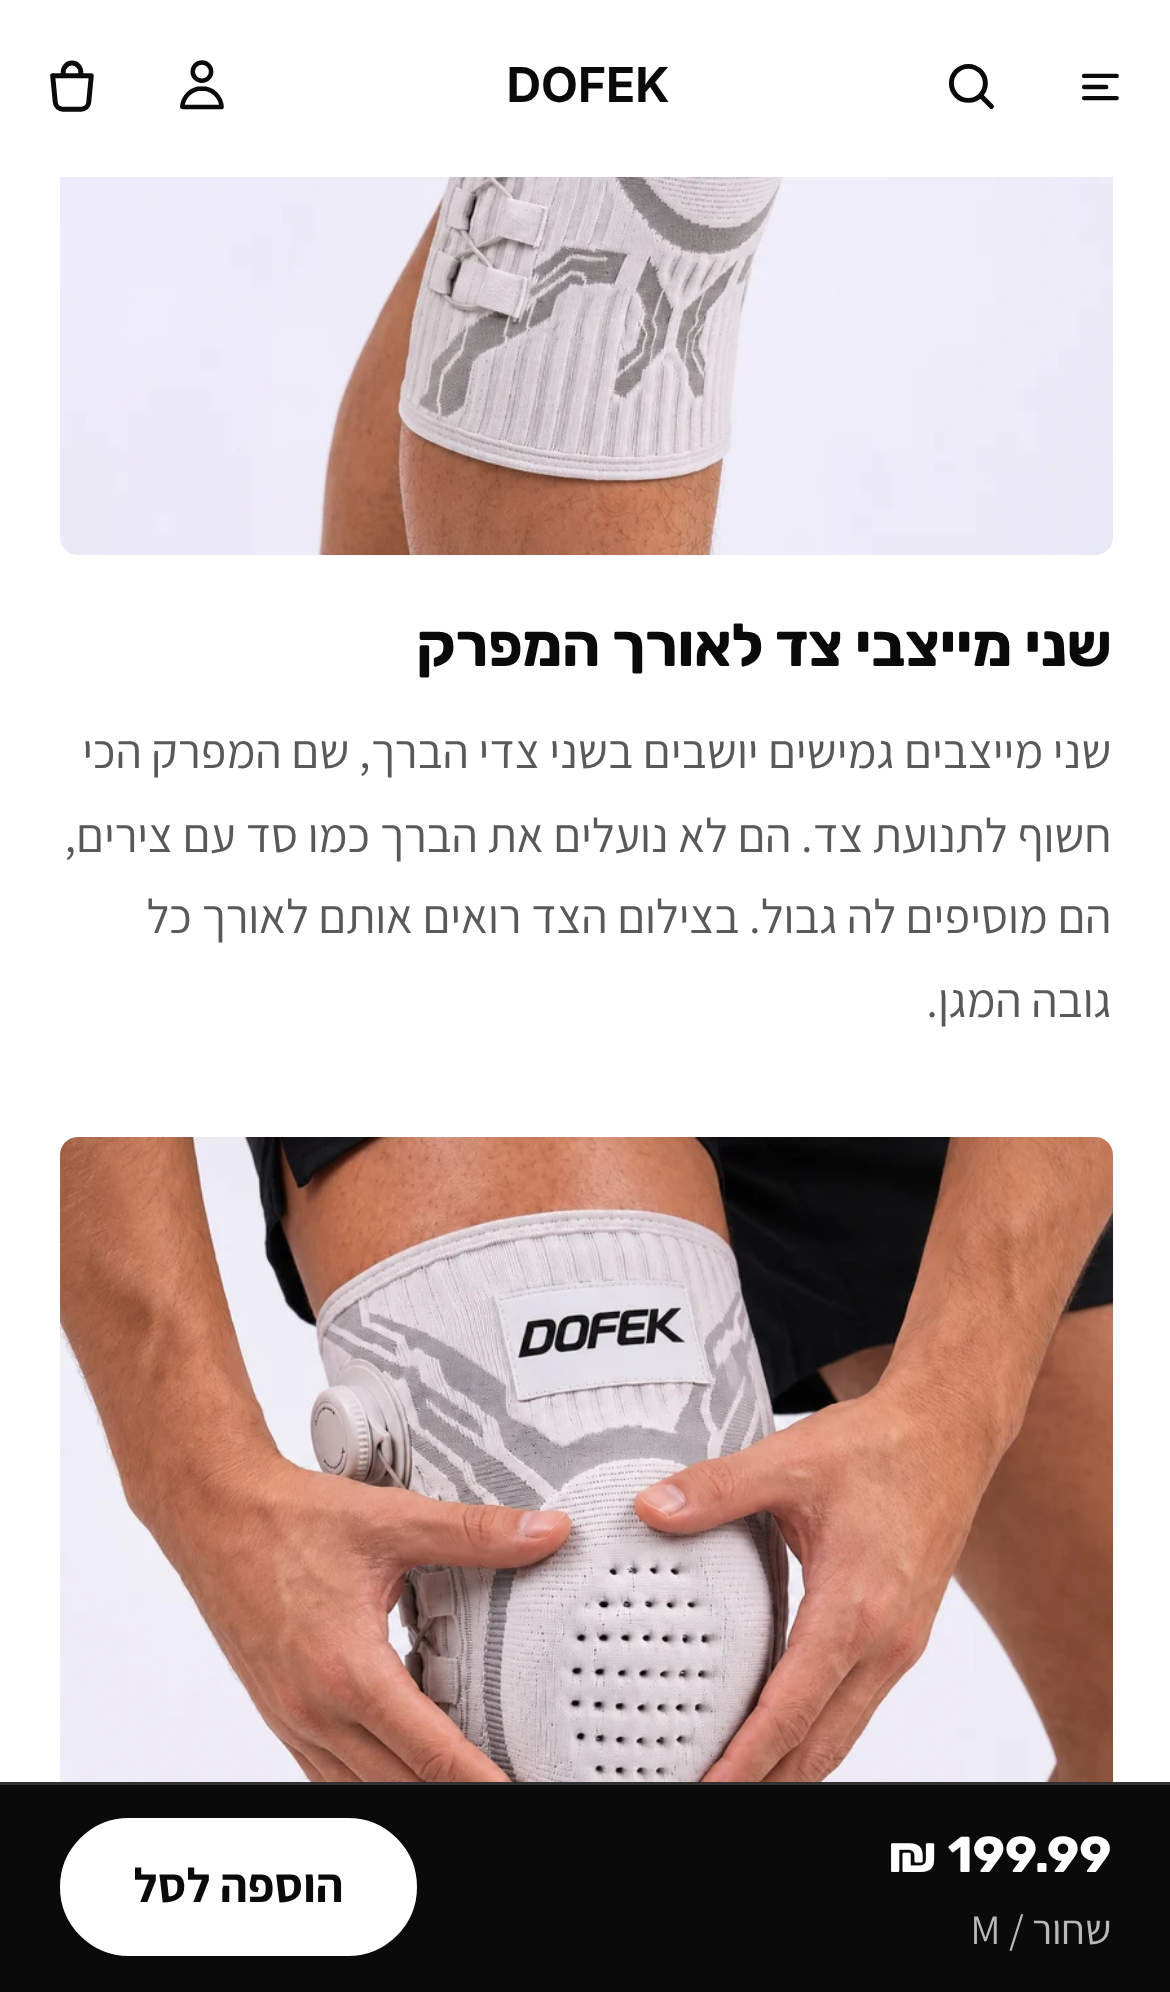 DOFEK
שני מייצבי צד לאורך המפרק
שני מייצבים גמישים יושבים בשני צדי הברך, שם המפרק הכי
חשוף לתנועת צד. הם לא נועלים את הברך כמו סד עם צירים,
הם מוסיפים לה גבול. בצילום הצד רואים אותם לאורך כל
גובה המגן.
DOFEK
199.99 ₪
שחור / M
הוספה לסל